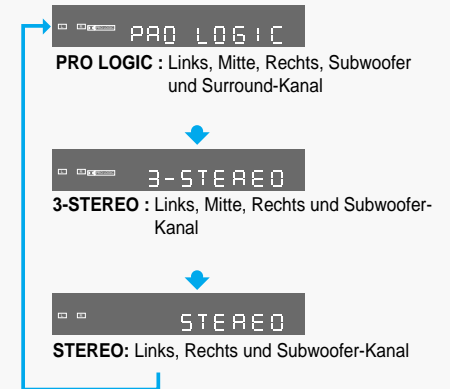 PRO LOGIC
PRO LOGIC : Links, Mitte, Rechts, Subwoofer
und Surround-Kanal
3-STEREO
3-STEREO : Links, Mitte, Rechts und Subwoofer-
Kanal
STEREO
STEREO: Links, Rechts und Subwoofer-Kanal